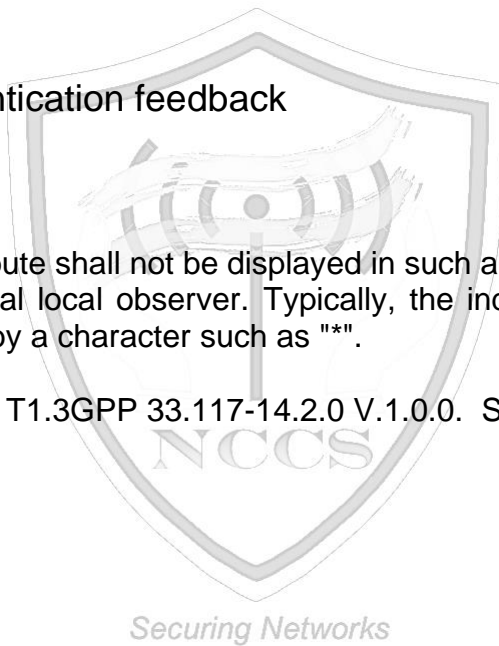 ntication feedback
oute shall not be displayed in such a
al local observer. Typically, the inc
by a character such as "*".
T1.3GPP 33.117-14.2.0 V.1.0.0. S
NCCS
Securing Networks